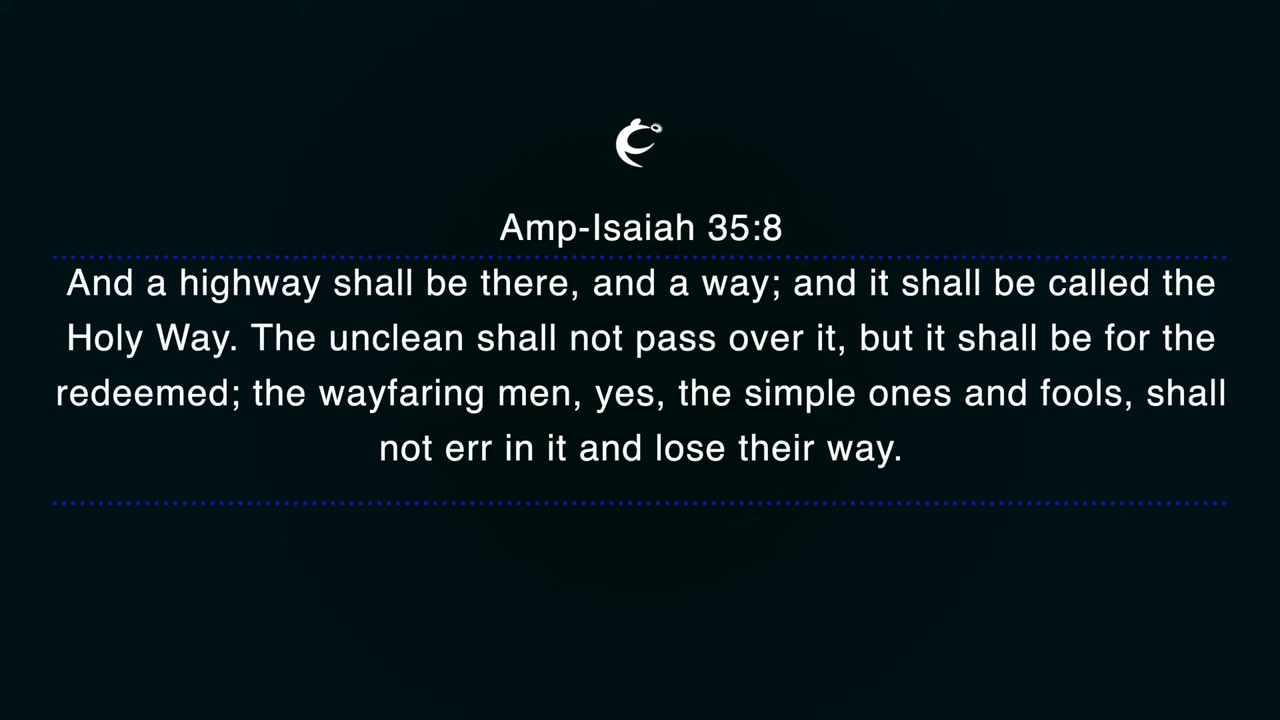 Amp-Isaiah 35:8
And a highway shall be there, and a way; and it shall be called the
Holy Way. The unclean shall not pass over it, but it shall be for the
redeemed; the wayfaring men, yes, the simple ones and fools, shall
not err in it and lose their way.